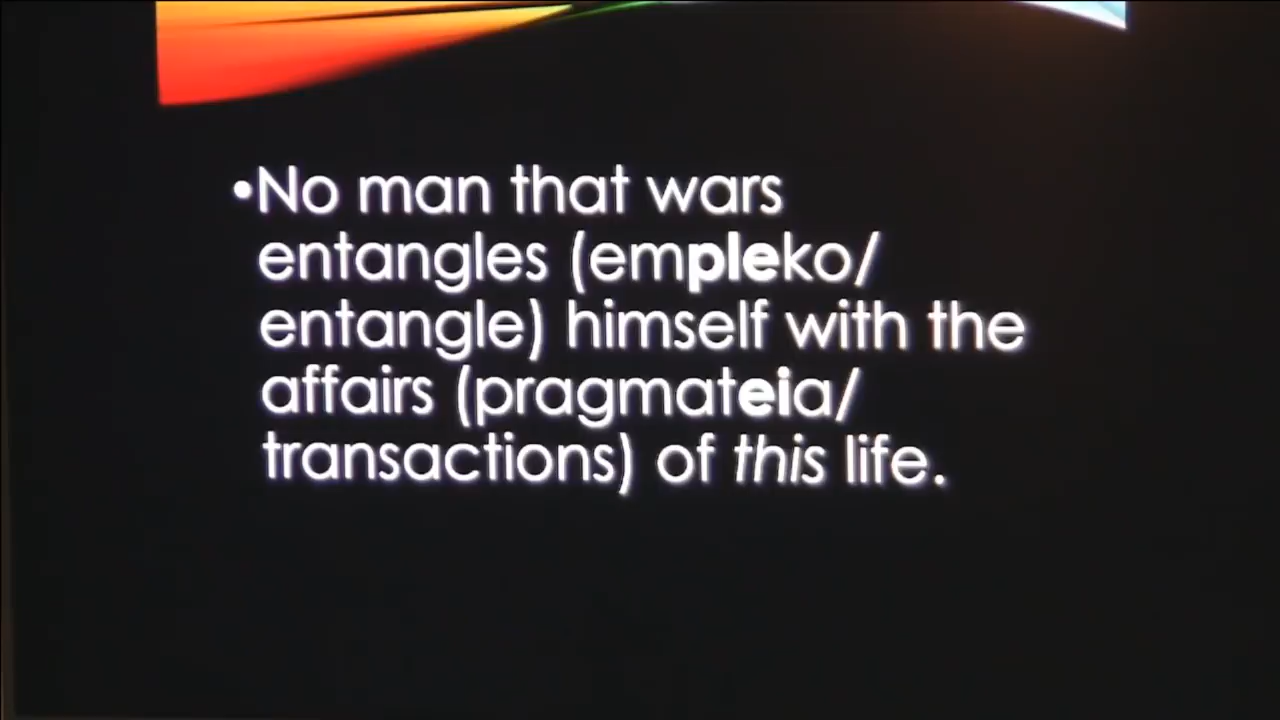 •No man that wars
entangles (empleko/
entangle) himself with the
affairs (pragmateia/
transactions) of this life.